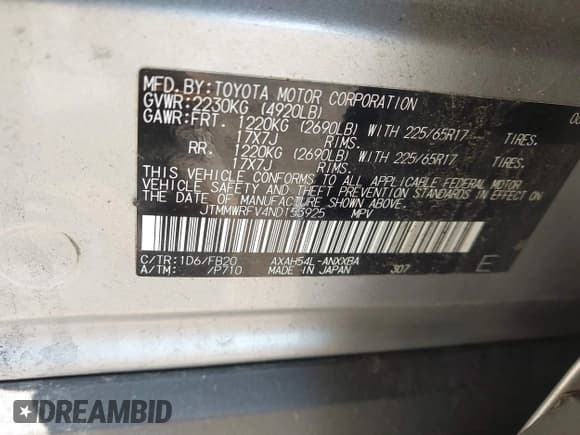 MFD. BY: TOYOTA MOTOR CORPORATION
GVWR: 2230KG (4920LB)
GAWR: FRT. 1220KG (2690LB) WITH 225/65R17 TIRES.
17X7J RIMS.
RR. 1220KG (2690LB) WITH 225/65R17 TIRES.
17X7J RIMS.
THIS VEHICLE CONFORMS TO ALL APPLICABLE FEDERAL MOTOR
VEHICLE SAFETY AND THEFT PREVENTION STANDARDS IN EFFECT ON
THE DATE OF MANUFACTURE SHOWN ABOVE.
JTMMWRFV4ND153925 MPV
C/TR: 1D6/FB20 AXAH54L-ANXXBA
A/TM: /P710 MADE IN JAPAN 307 E
DREAMBID